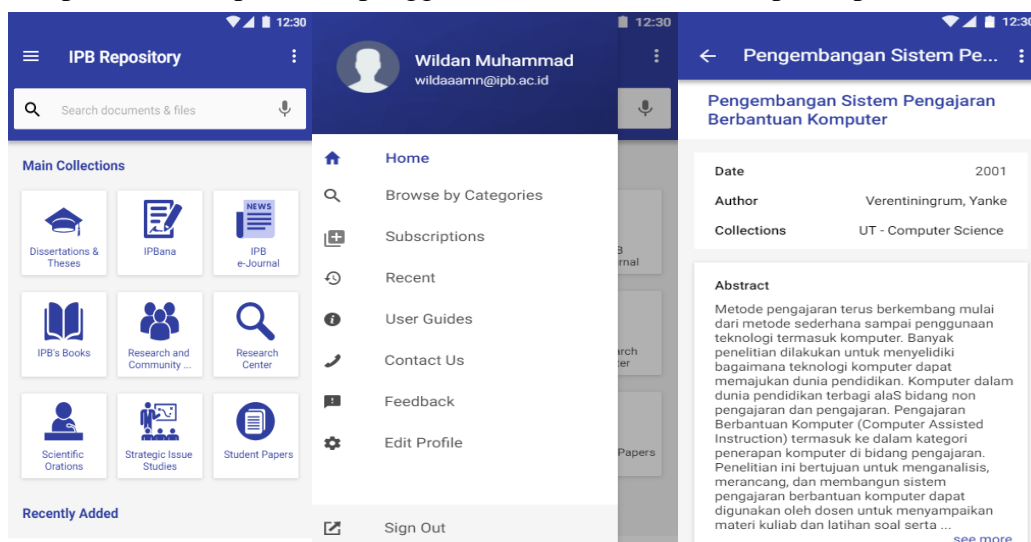 12:30
IPB Repository
Search documents & files
Main Collections
Dissertations &
Theses
IPBana
NEWS
IPB
e-Journal
IPB's Books
Research and
Community ...
Research
Center
Scientific
Orations
Strategic Issue
Studies
Student Papers
Recently Added
12:30
Wildan Muhammad
wildaaamn@ipb.ac.id
Home
Browse by Categories
Subscriptions
Recent
User Guides
Contact Us
Feedback
Edit Profile
Sign Out
B
rnal
arch
ter
Papers
12:30
Pengembangan Sistem Pe...
Pengembangan Sistem Pengajaran
Berbantuan Komputer
Date 2001
Author Verentiningrum, Yanke
Collections UT - Computer Science
Abstract
Metode pengajaran terus berkembang mulai
dari metode sederhana sampai penggunaan
teknologi termasuk komputer. Banyak
penelitian dilakukan untuk menyelidiki
bagaimana teknologi komputer dapat
memajukan dunia pendidikan. Komputer dalam
dunia pendidikan terbagi alaS bidang non
pengajaran dan pengajaran. Pengajaran
Berbantuan Komputer (Computer Assisted
Instruction) termasuk ke dalam kategori
penerapan komputer di bidang pengajaran.
Penelitian ini bertujuan untuk menganalisis,
merancang, dan membangun sistem
pengajaran berbantuan komputer dapat
digunakan oleh dosen untuk menyampaikan
materi kuliab dan latihan soal serta ...
see more